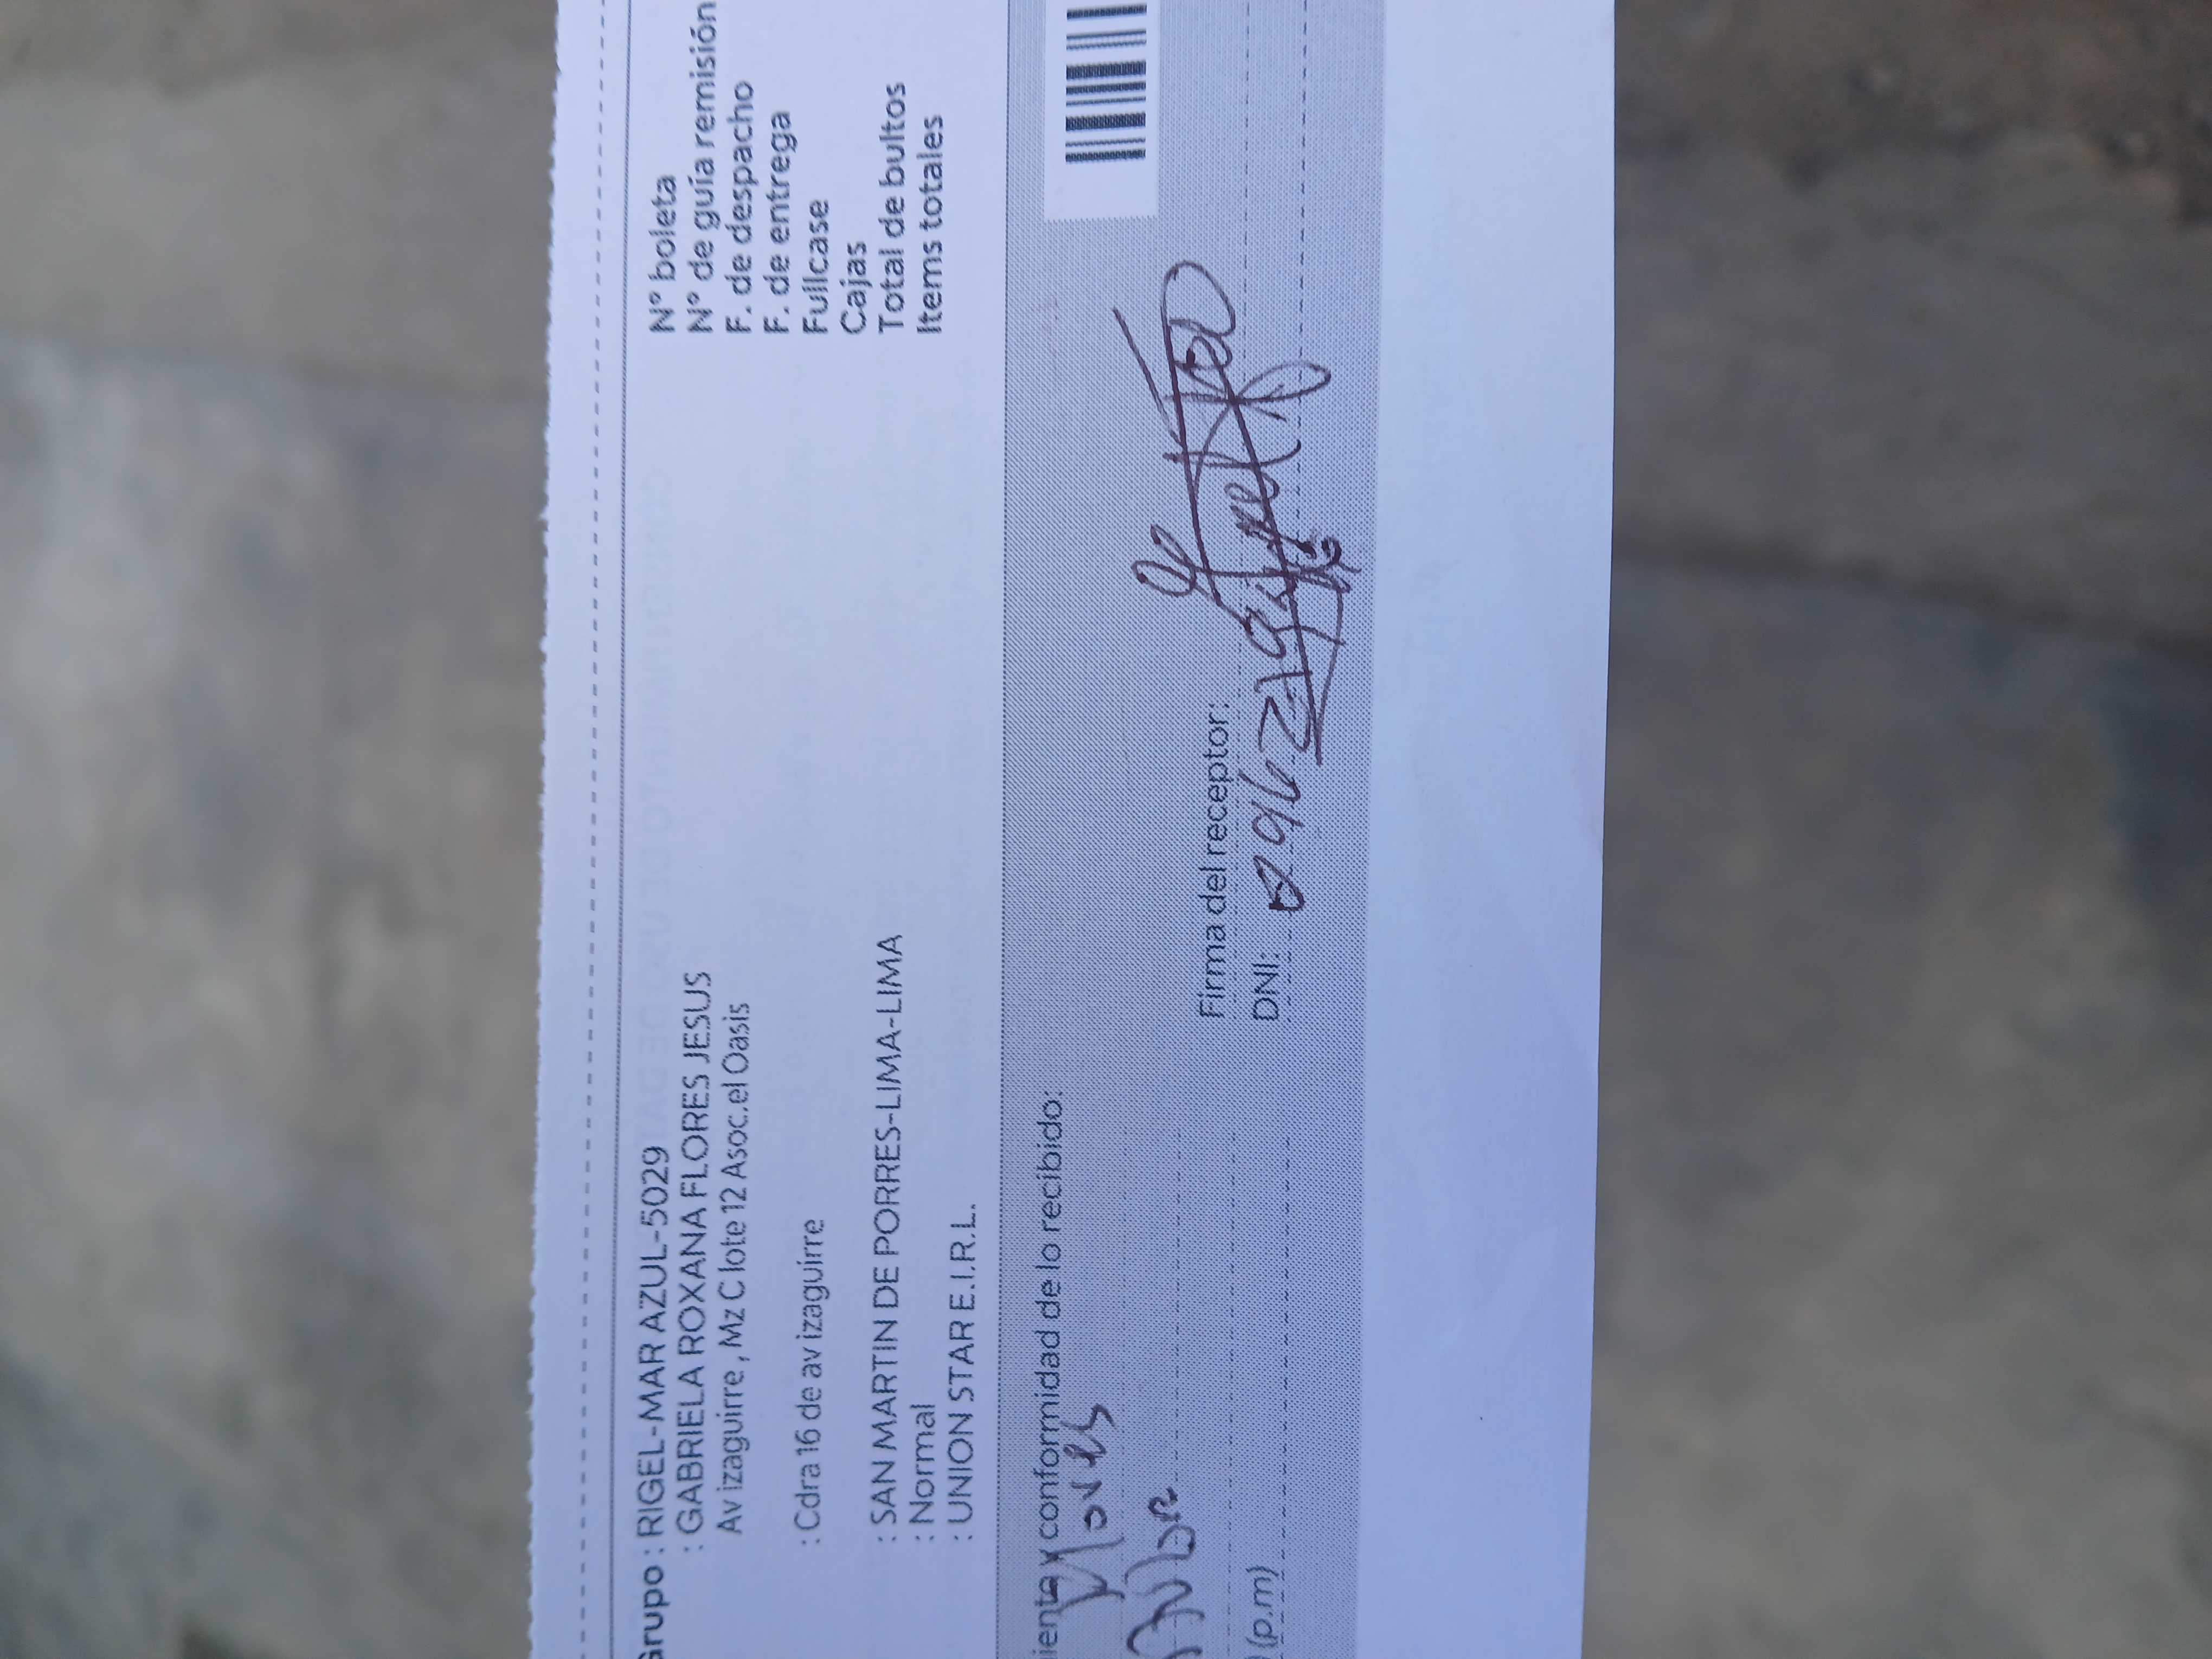 Grupo : RIGEL-MAR AZUL-5029
: GABRIELA ROXANA FLORES JESUS
Av izaguirre , Mz C lote 12 Asoc.el Oasis
: Cdra 16 de av izaguirre
: SAN MARTIN DE PORRES-LIMA-LIMA
: Normal
: UNION STAR E.I.R.L.
N° boleta
N° de guía remisión
F. de despacho
F. de entrega
Fullcase
Cajas
Total de bultos
Items totales
y conformidad de lo recibido:
Firma del receptor:
DNI:
(p.m)